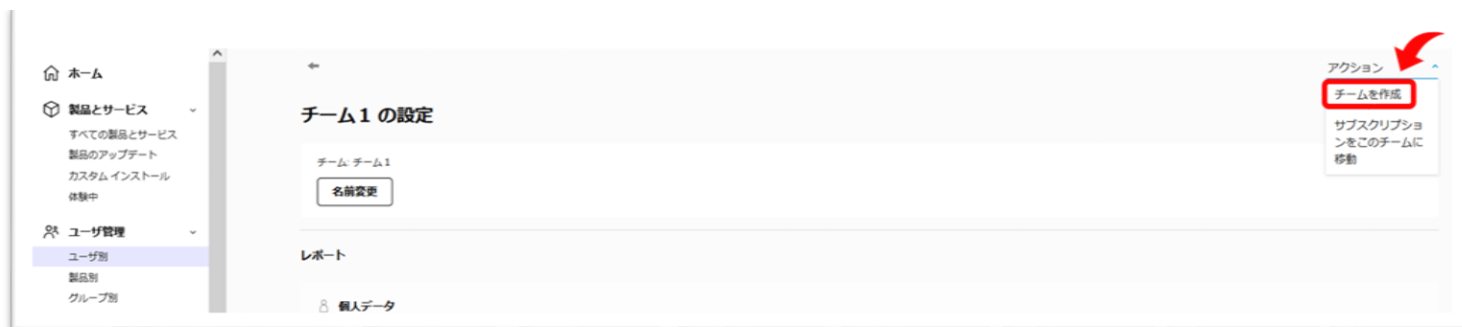 ホーム
製品とサービス
すべての製品とサービス
製品のアップデート
カスタム インストール
体験中
ユーザ管理
ユーザ別
製品別
グループ別
チーム1 の設定
チーム: チーム1
名前変更
レポート
個人データ
アクション
チームを作成
サブスクリプショ
ンをこのチームに
移動